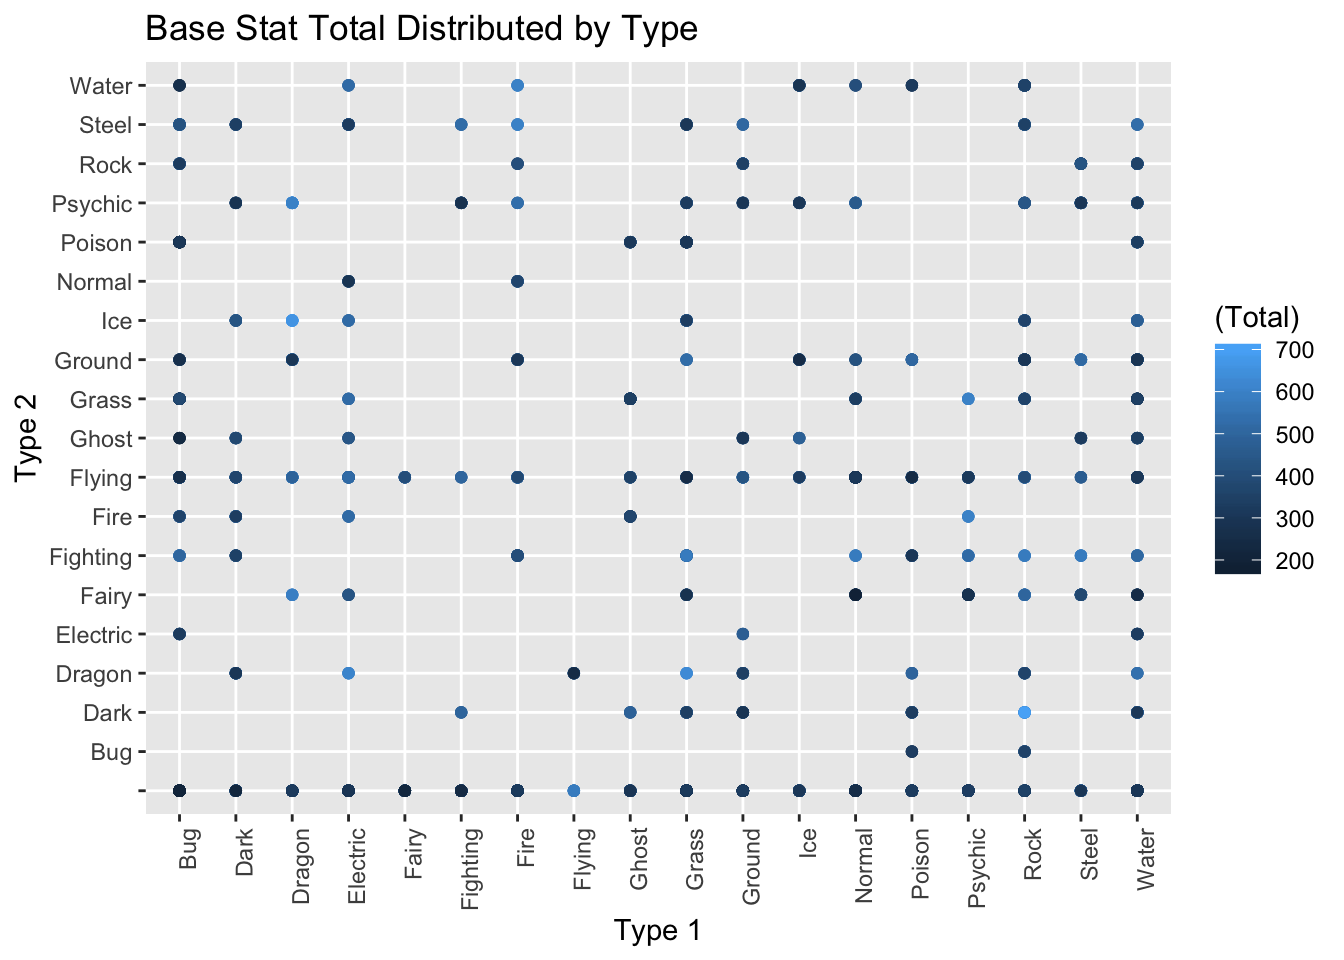 Base Stat Total Distributed by Type
Type 2
Water
Steel
Rock
Psychic
Poison
Normal
Ice
Ground
Grass
Ghost
Flying
Fire
Fighting
Fairy
Electric
Dragon
Dark
Bug
Bug
Dark
Dragon
Electric
Fairy
Fighting
Fire
Flying
Ghost
Grass
Ground
Ice
Normal
Poison
Psychic
Rock
Steel
Water
Type 1
(Total)
700
600
500
400
300
200